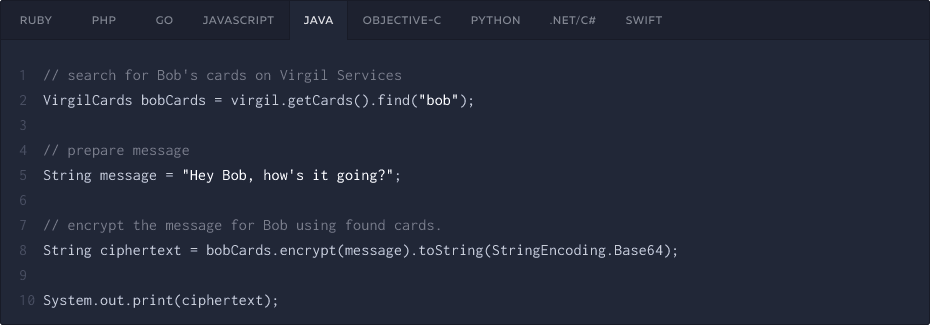 RUBY PHP GO JAVASCRIPT JAVA OBJECTIVE-C PYTHON .NET/C# SWIFT
1 // search for Bob's cards on Virgil Services
2 VirgilCards bobCards = virgil.getCards().find("bob");
3
4 // prepare message
5 String message = "Hey Bob, how's it going?";
6
7 // encrypt the message for Bob using found cards.
8 String ciphertext = bobCards.encrypt(message).toString(StringEncoding.Base64);
9
10 System.out.print(ciphertext);